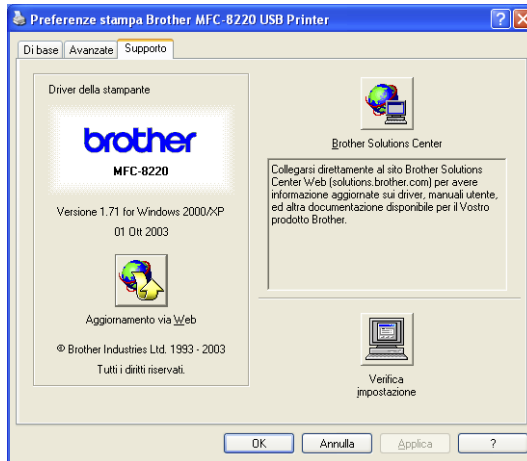 Preferenze stampa Brother MFC-8220 USB Printer
Di base
Avanzate
Supporto
Driver della stampante
brother
MFC-8220
Versione 1.71 for Windows 2000/XP
01 Ott 2003
Aggiornamento via Web
© Brother Industries Ltd. 1993 - 2003
Tutti i diritti riservati.
Brother Solutions Center
Collegarsi direttamente al sito Brother Solutions
Center Web (solutions.brother.com) per avere
informazione aggiornate sui driver, manuali utente,
ed altra documentazione disponibile per il Vostro
prodotto Brother.
Verifica
impostazione
OK
Annulla
Applica
?